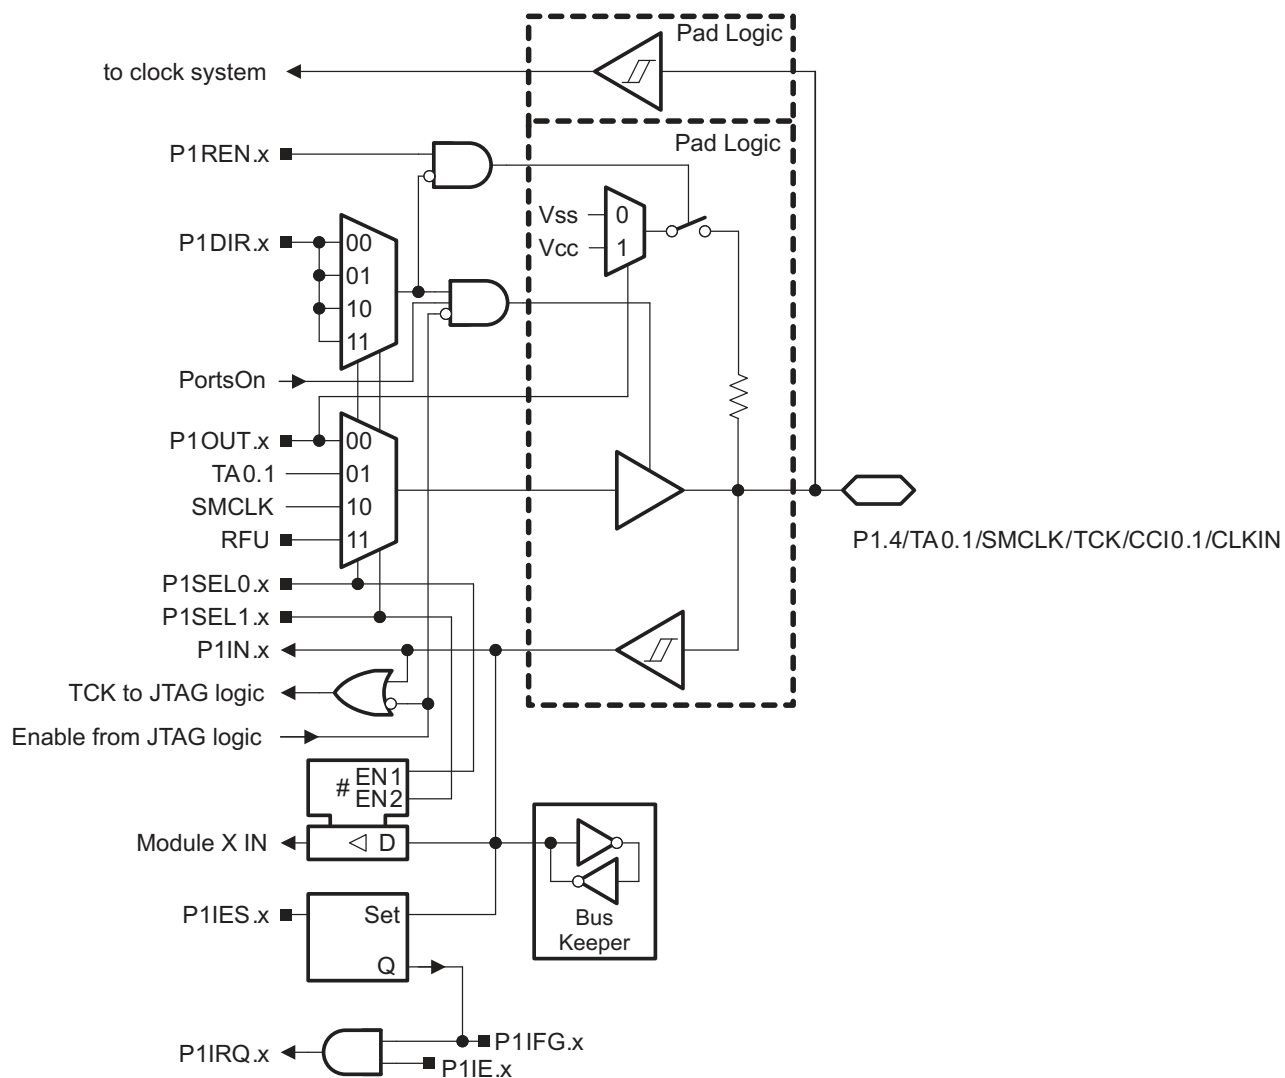 Pad Logic
to clock system
Pad Logic
P1REN.x
Vss
0
Vcc
1
P1DIR.x
00
01
10
11
PortsOn
P1OUT.x
00
TA0.1
01
SMCLK
10
RFU
11
P1.4/TA0.1/SMCLK/TCK/CCI0.1/CLKIN
P1SEL0.x
P1SEL1.x
P1IN.x
TCK to JTAG logic
Enable from JTAG logic
# EN1
EN2
Module X IN
D
Bus
Keeper
P1IES.x
Set
Q
P1IFG.x
P1IRQ.x
P1IE.x